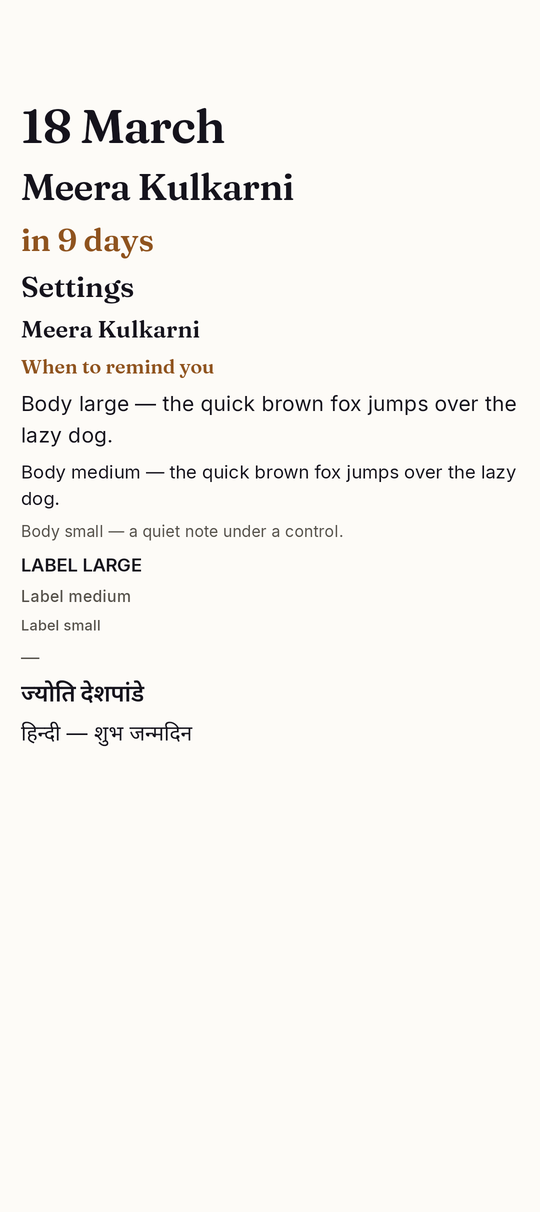 18 March
Meera Kulkarni
in 9 days
Settings
Meera Kulkarni
When to remind you
Body large — the quick brown fox jumps over the
lazy dog.
Body medium — the quick brown fox jumps over the lazy
dog.
Body small — a quiet note under a control.
LABEL LARGE
Label medium
Label small
—
ज्योति देशपांडे
हिन्दी — शुभ जन्मदिन